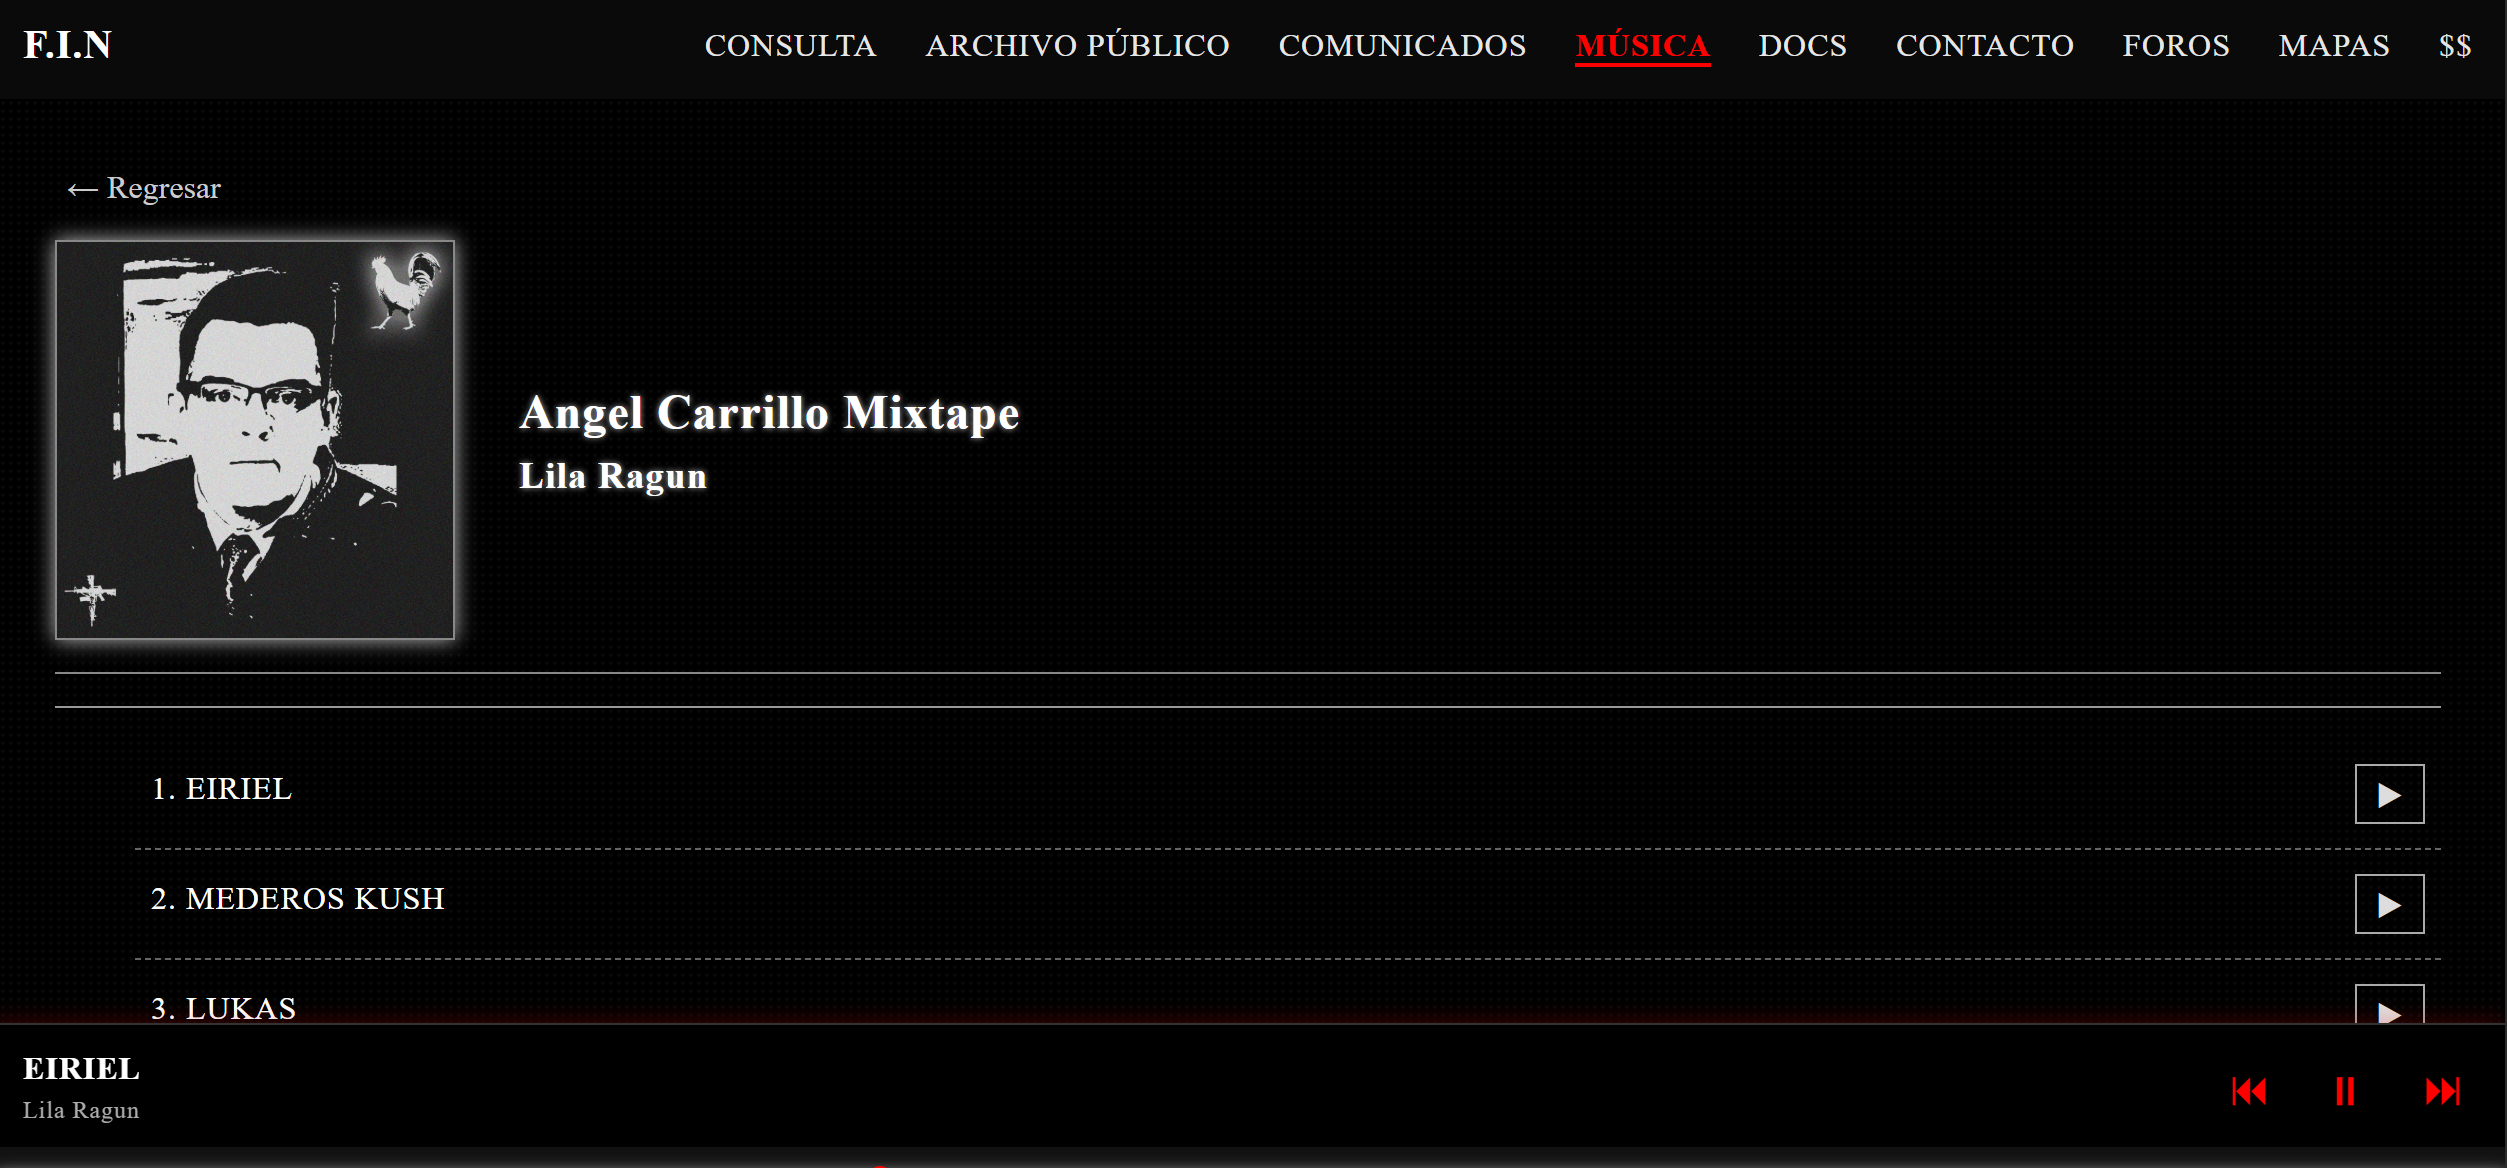 F.I.N
CONSULTA ARCHIVO PÚBLICO COMUNICADOS MÚSICA DOCS CONTACTO FOROS MAPAS $$
← Regresar
Angel Carrillo Mixtape
Lila Ragun
1. EIRIEL
2. MEDEROS KUSH
3. LUKAS
EIRIEL
Lila Ragun